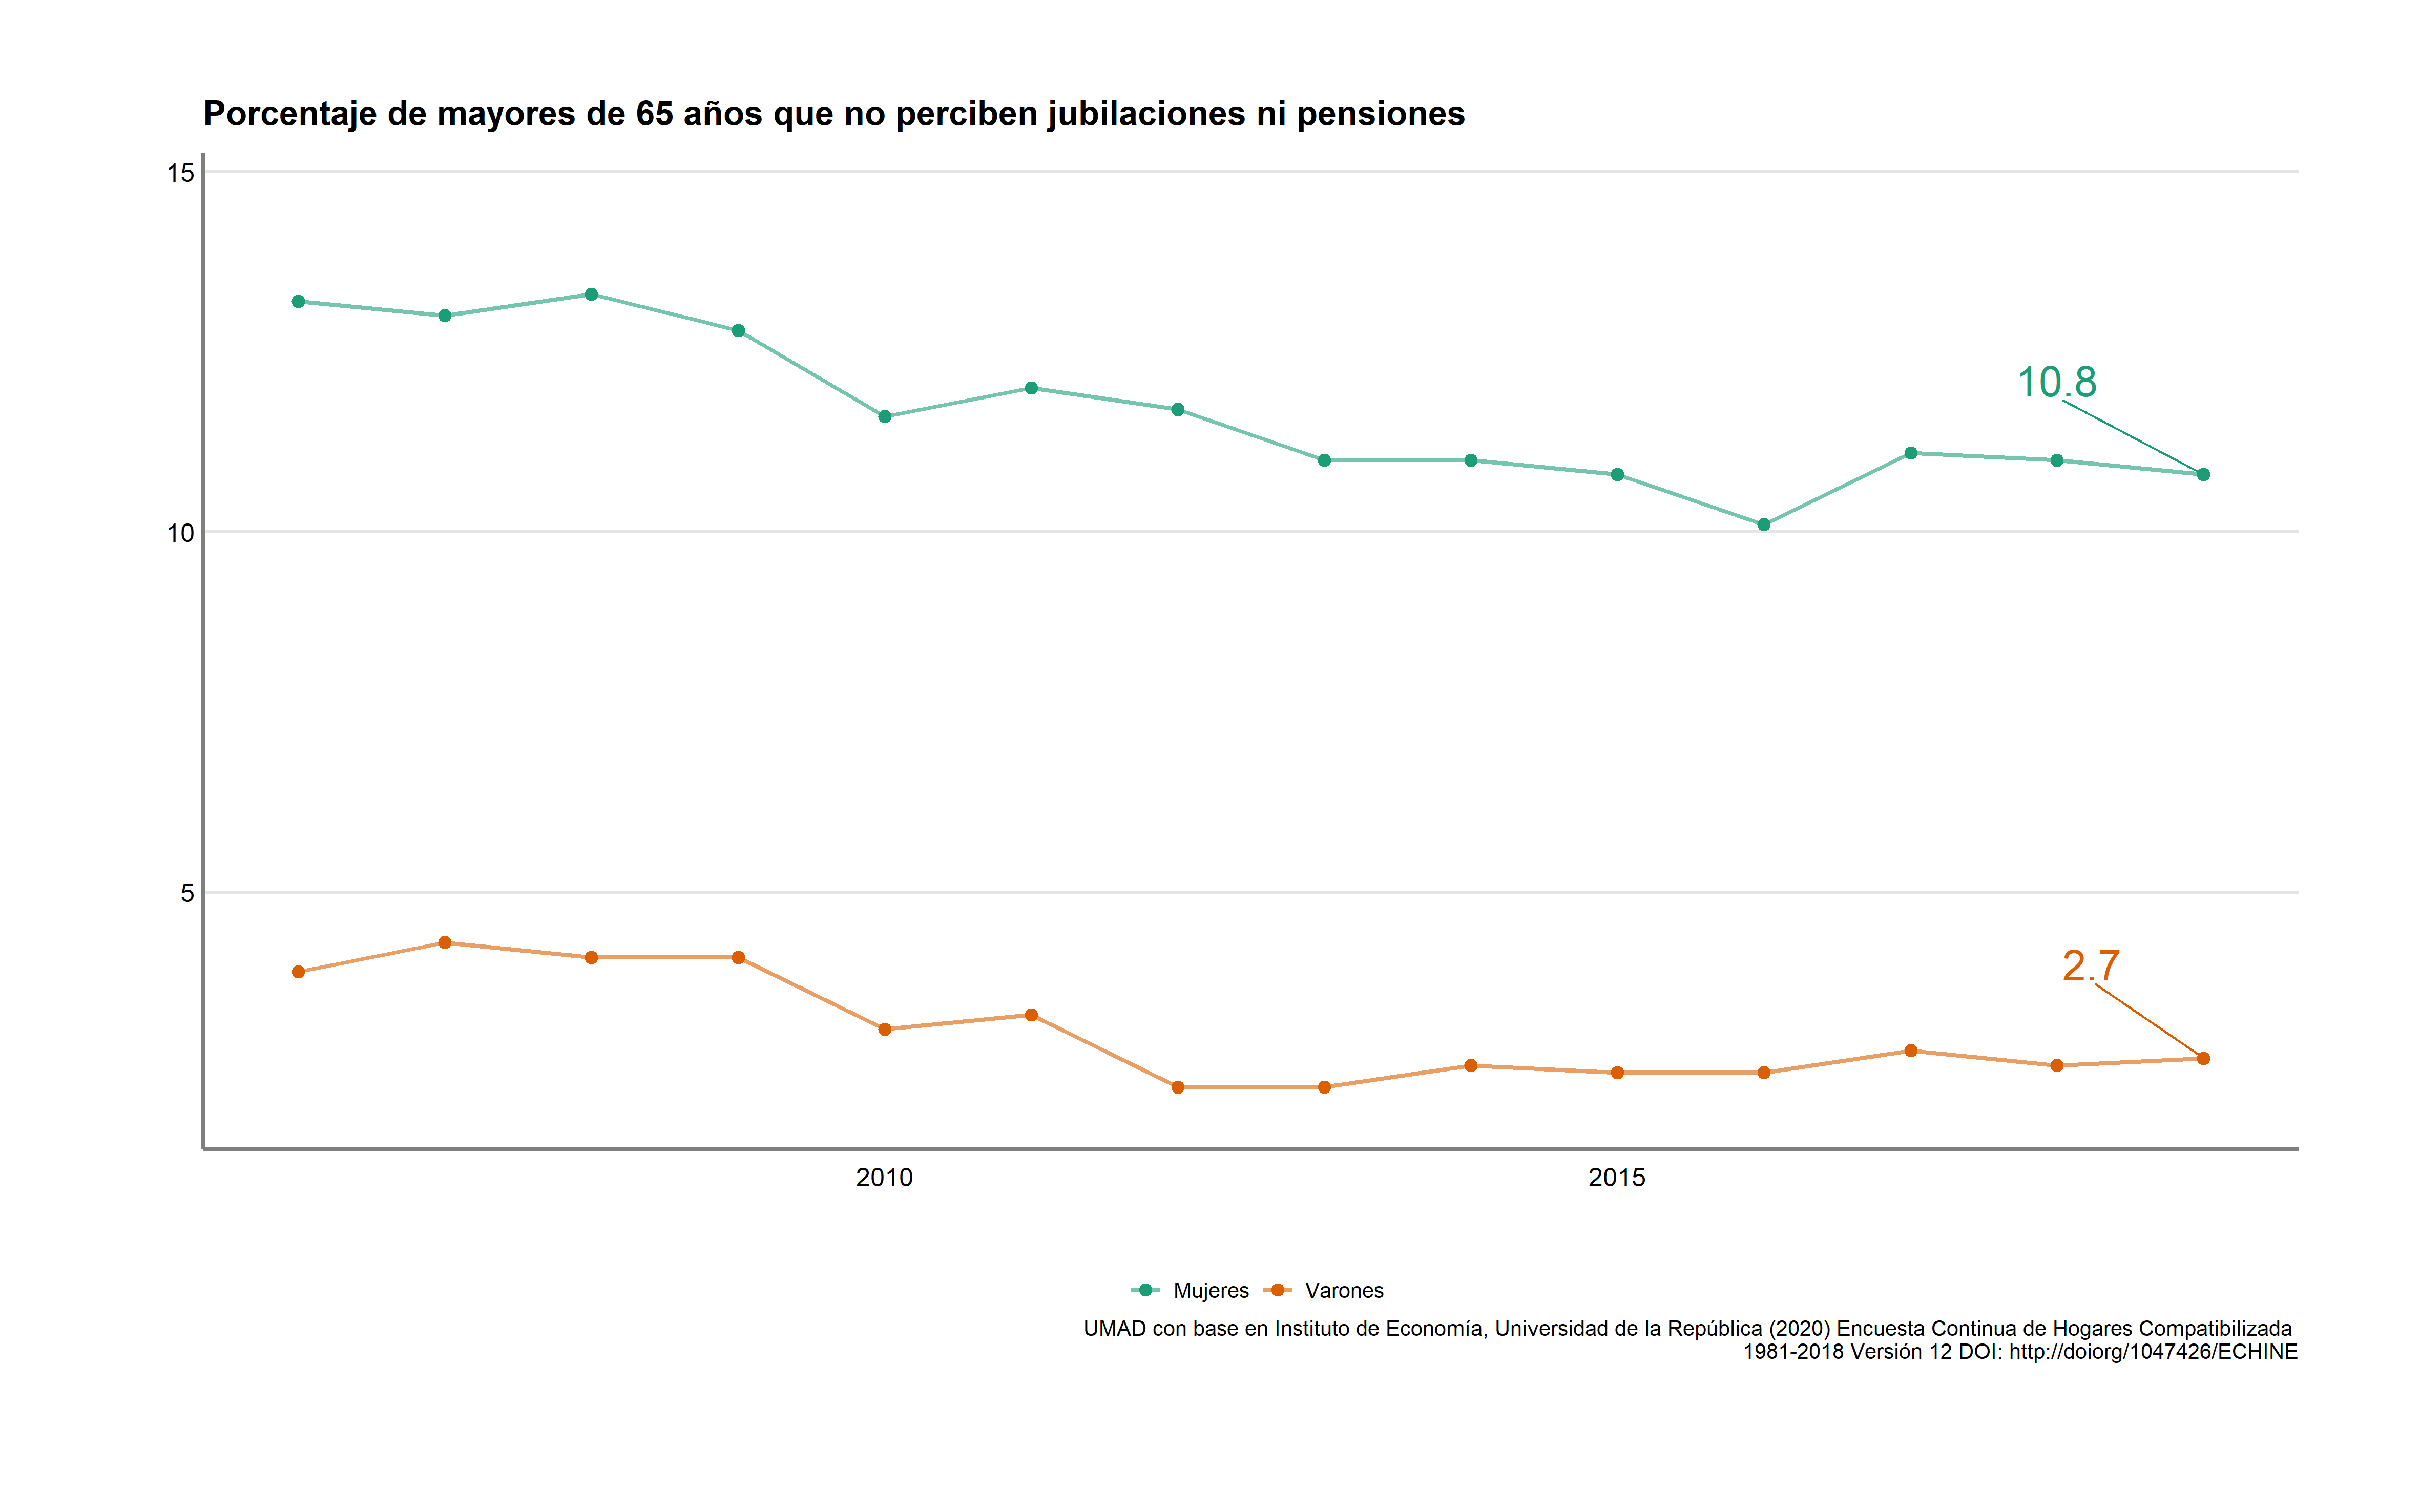 Porcentaje de mayores de 65 años que no perciben jubilaciones ni pensiones
15
10
5
10.8
2.7
2010
2015
Mujeres
Varones
UMAD con base en Instituto de Economía, Universidad de la República (2020) Encuesta Continua de Hogares Compatibilizada
1981-2018 Versión 12 DOI: http://doiorg/1047426/ECHINE